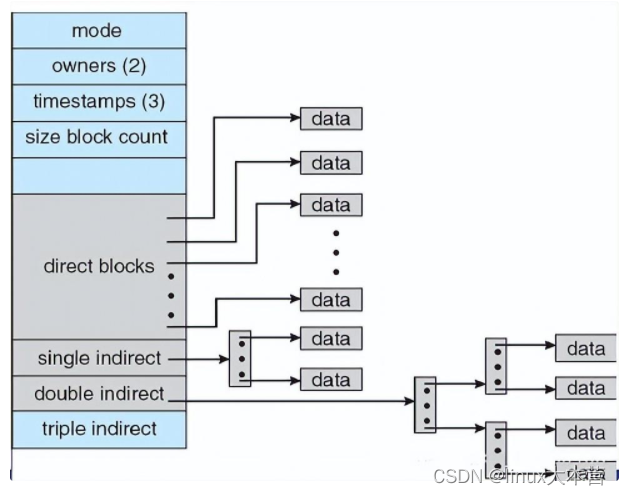 mode
owners (2)
timestamps (3)
size block count
direct blocks
single indirect
double indirect
triple indirect
data
data
data
data
data
data
data
data
data
data
CSDN @linux大本营